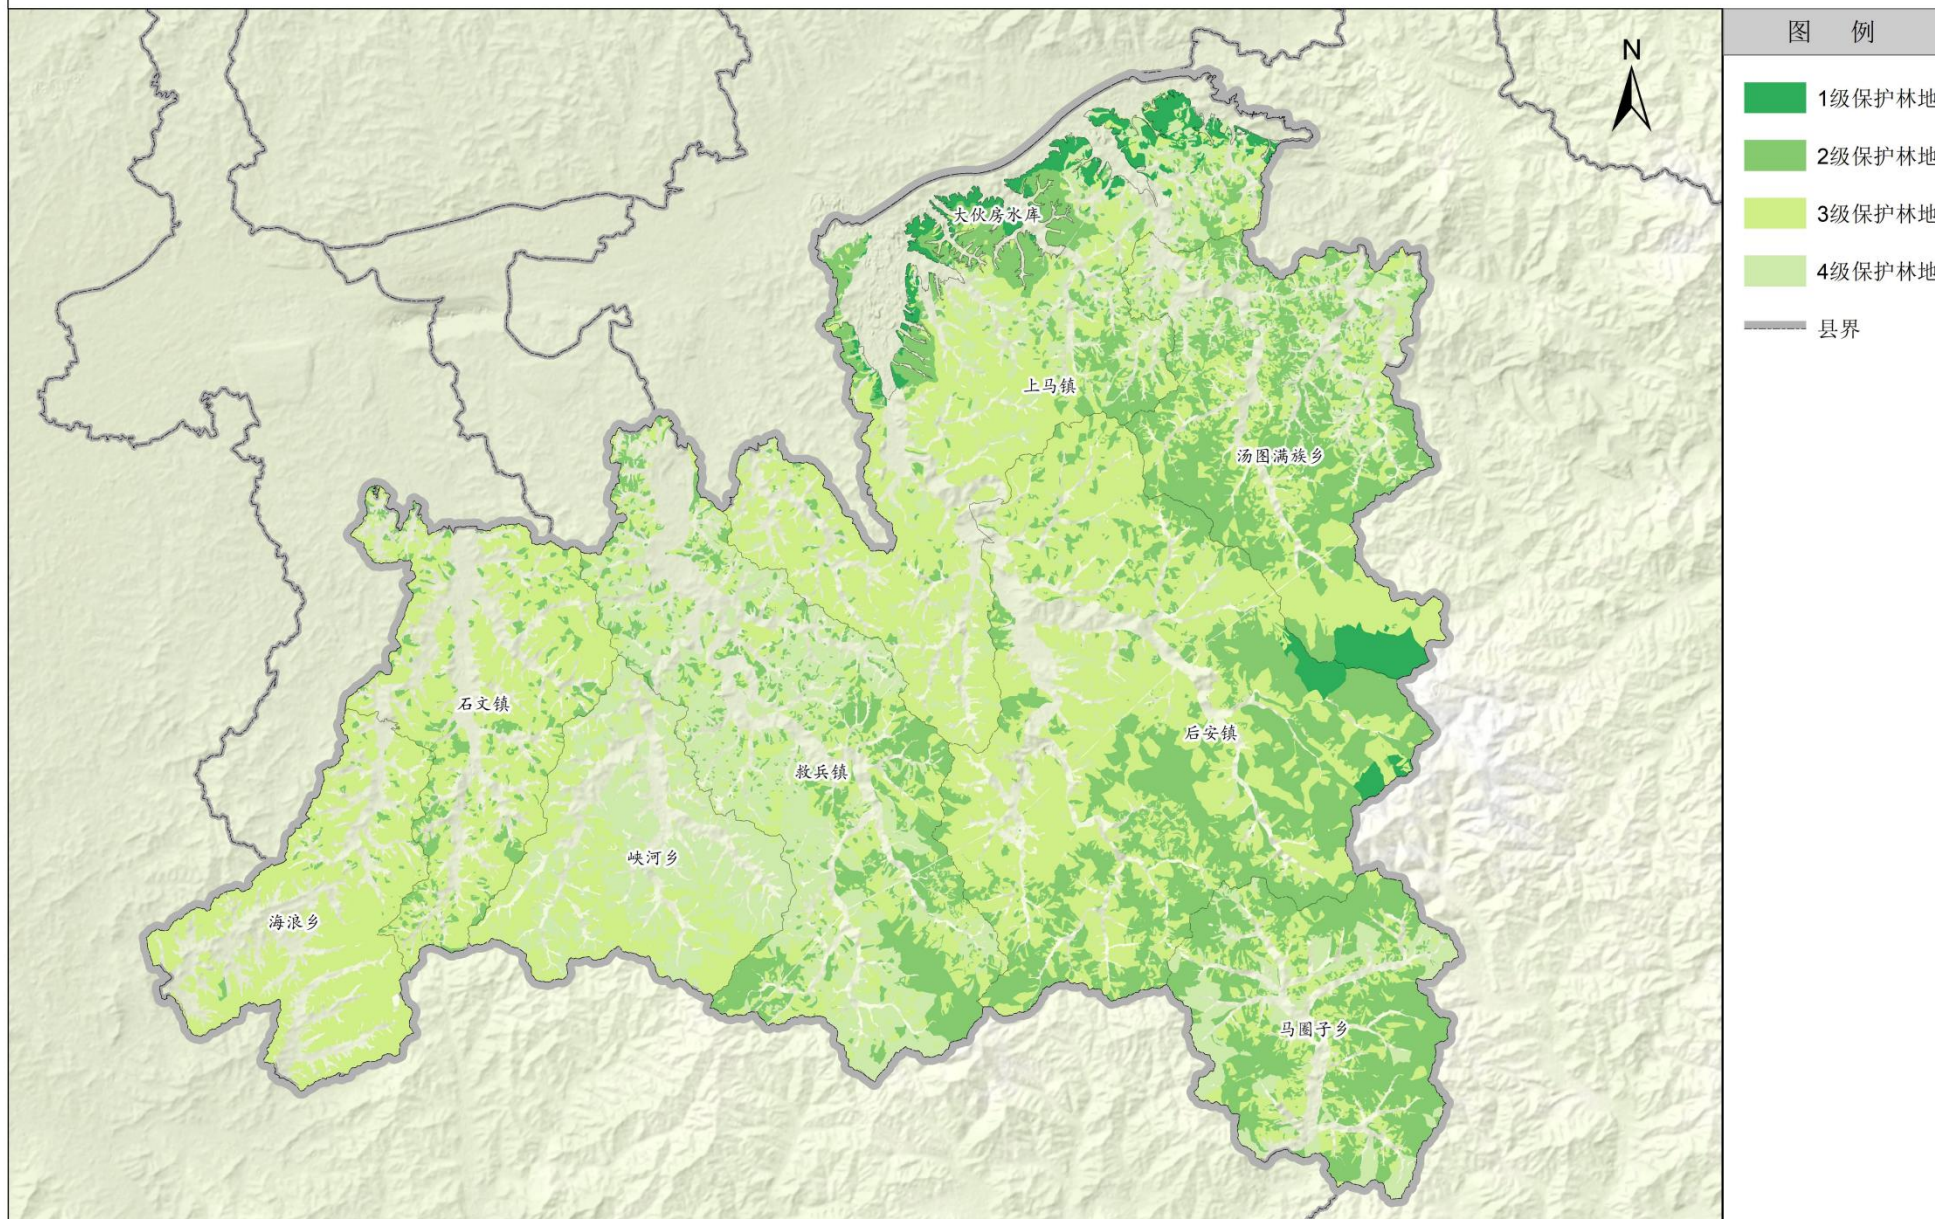 图 例
N
1级保护林地
2级保护林地
3级保护林地
4级保护林地
县界
大伙房水库
上马镇
汤图满族乡
石文镇
后安镇
救兵镇
峡河乡
海浪乡
马圈子乡